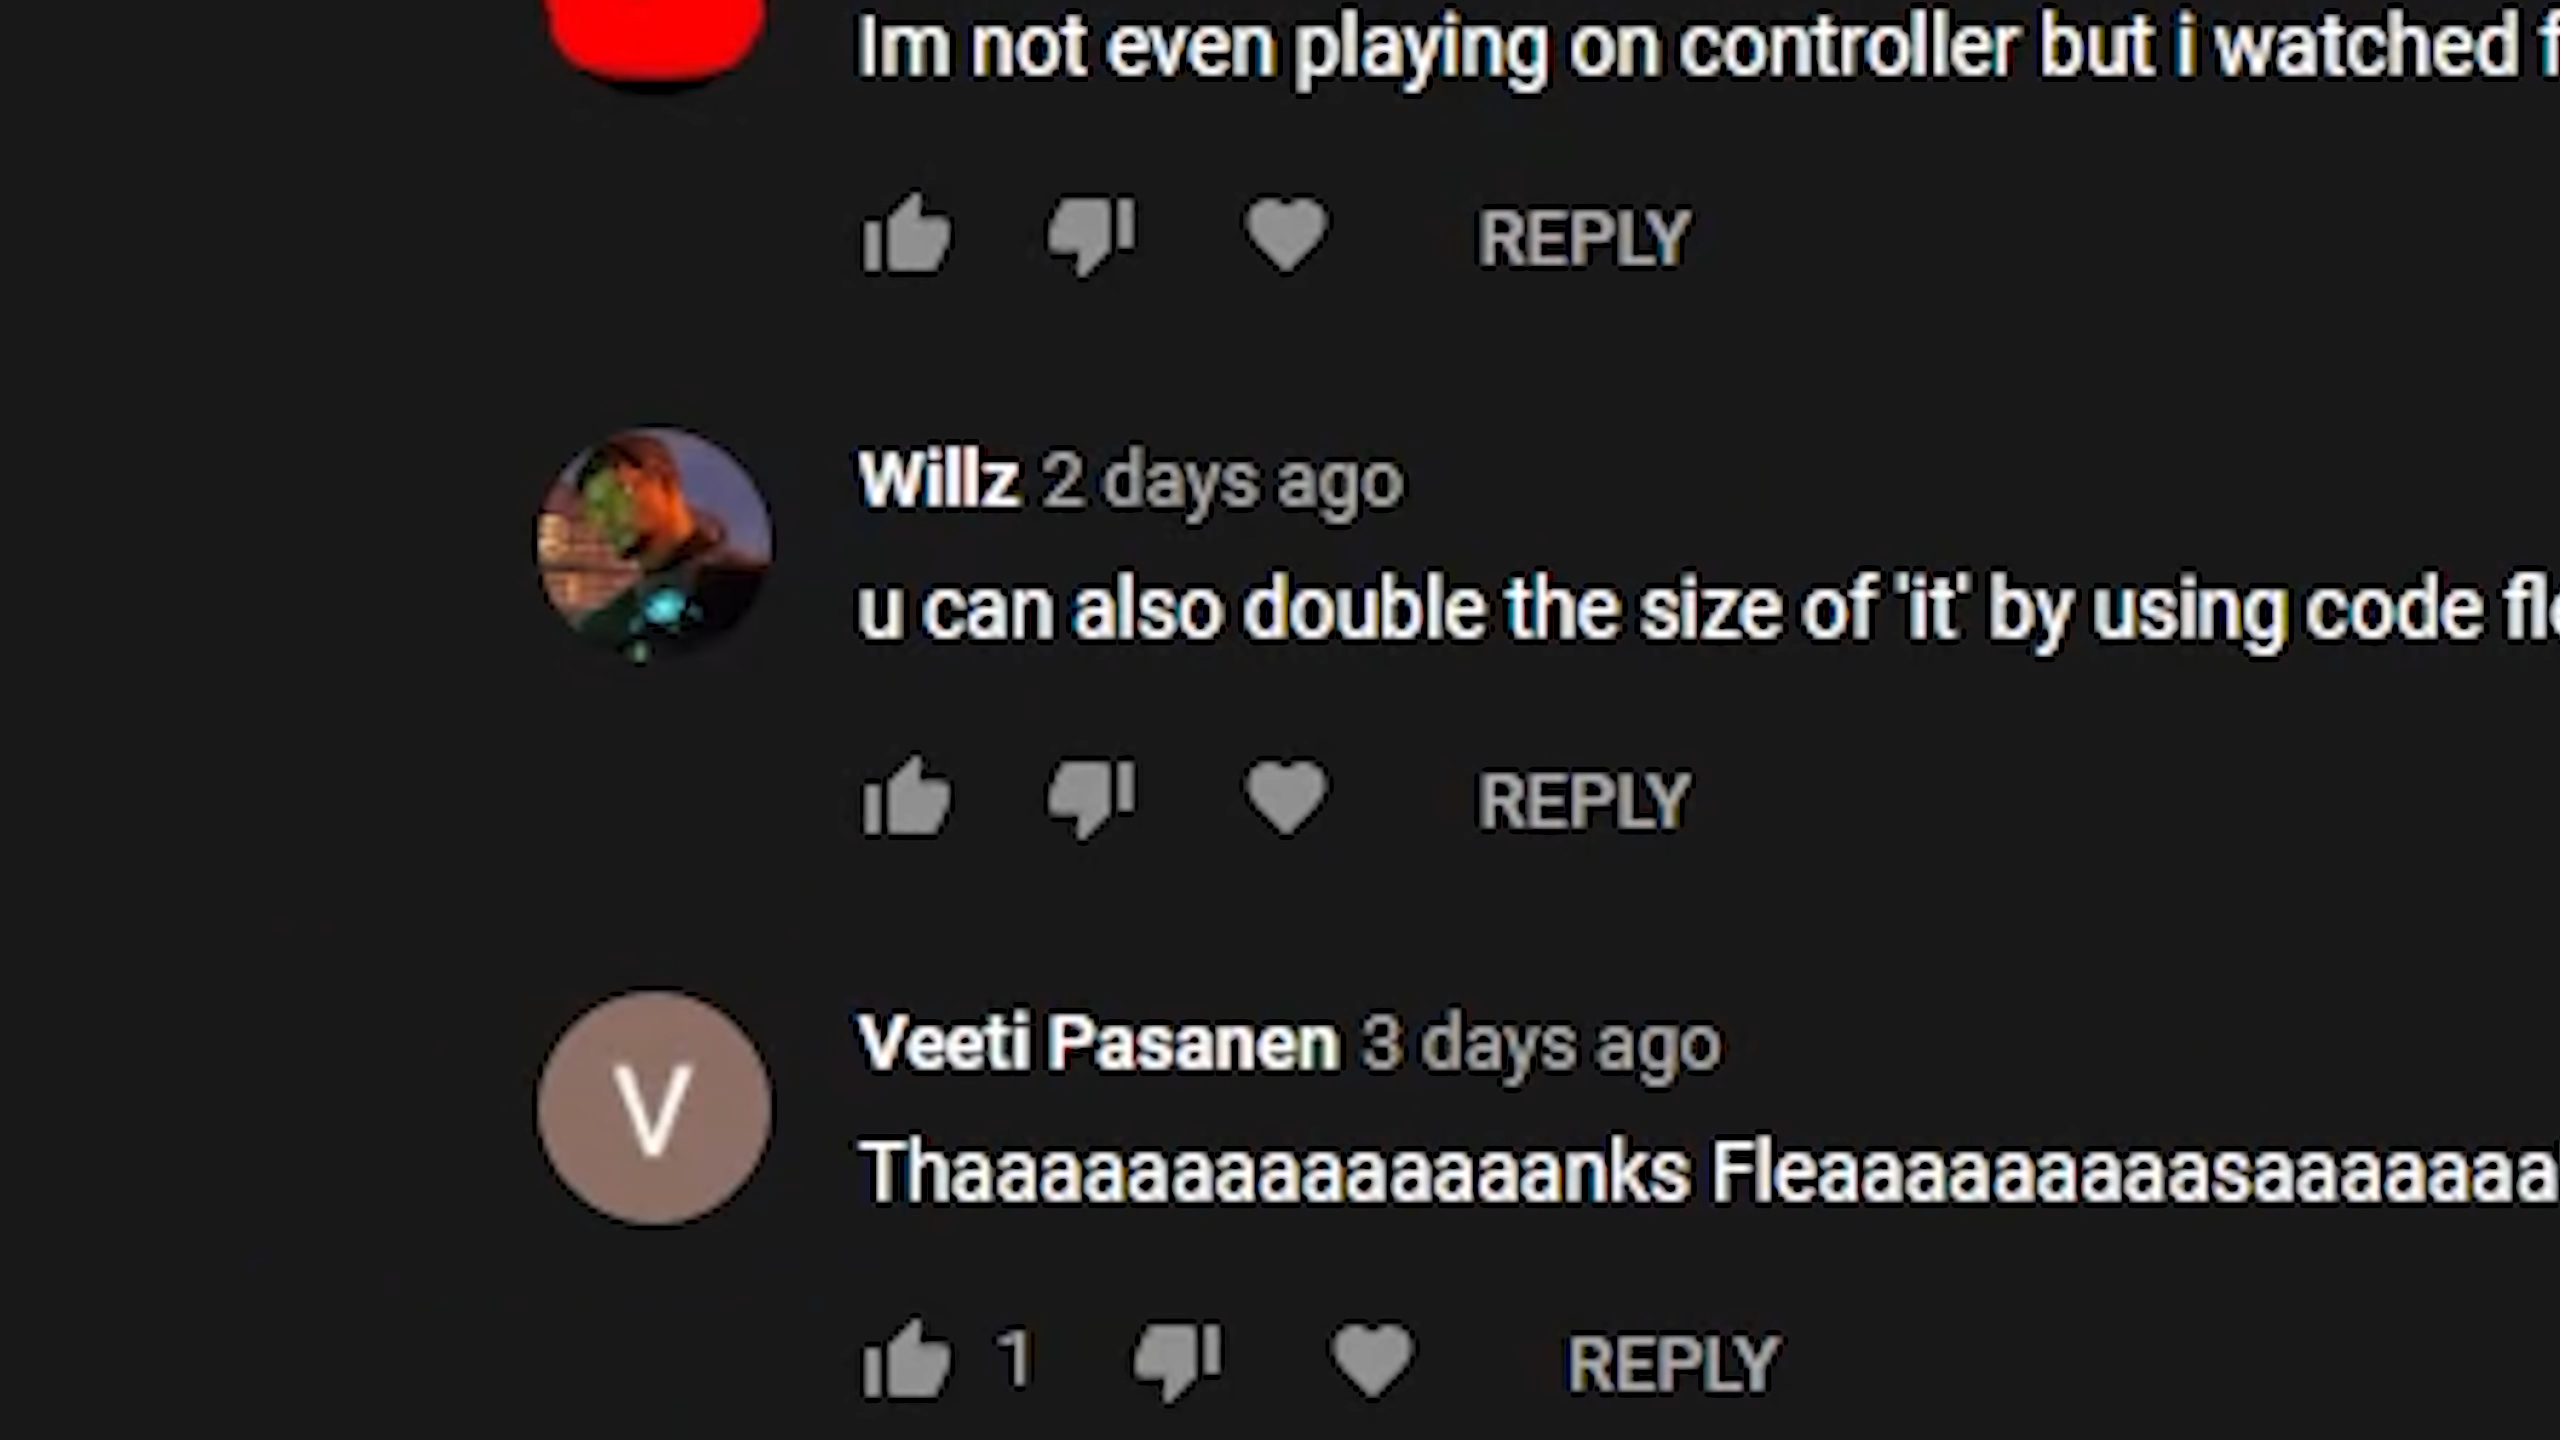 Im not even playing on controller but i watched
REPLY
Willz 2 days ago
u can also double the size of 'it' by using code
REPLY
V
Veeti Pasanen 3 days ago
Thaaaaaaaaaaaaaanks Fleaaaaaaaaasaaaaaaa
1 REPLY